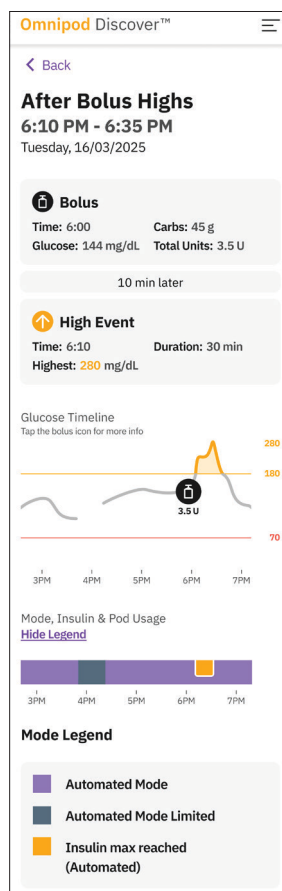 Omnipod Discover™
Back
After Bolus Highs
6:10 PM - 6:35 PM
Tuesday, 16/03/2025
Bolus
Time: 6:00 Carbs: 45 g
Glucose: 144 mg/dL Total Units: 3.5 U
10 min later
High Event
Time: 6:10 Duration: 30 min
Highest: 280 mg/dL
Glucose Timeline
Tap the bolus icon for more info
280
180
3.5 U
70
3PM 4PM 5PM 6PM 7PM
Mode, Insulin & Pod Usage
Hide Legend
3PM 4PM 5PM 6PM 7PM
Mode Legend
Automated Mode
Automated Mode Limited
Insulin max reached
(Automated)